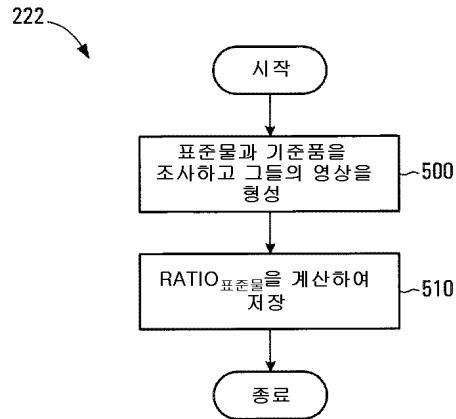 222
시작
표준물과 기준품을
조사하고 그들의 영상을
형성
500
RATIO표준물을 계산하여
저장
510
종료